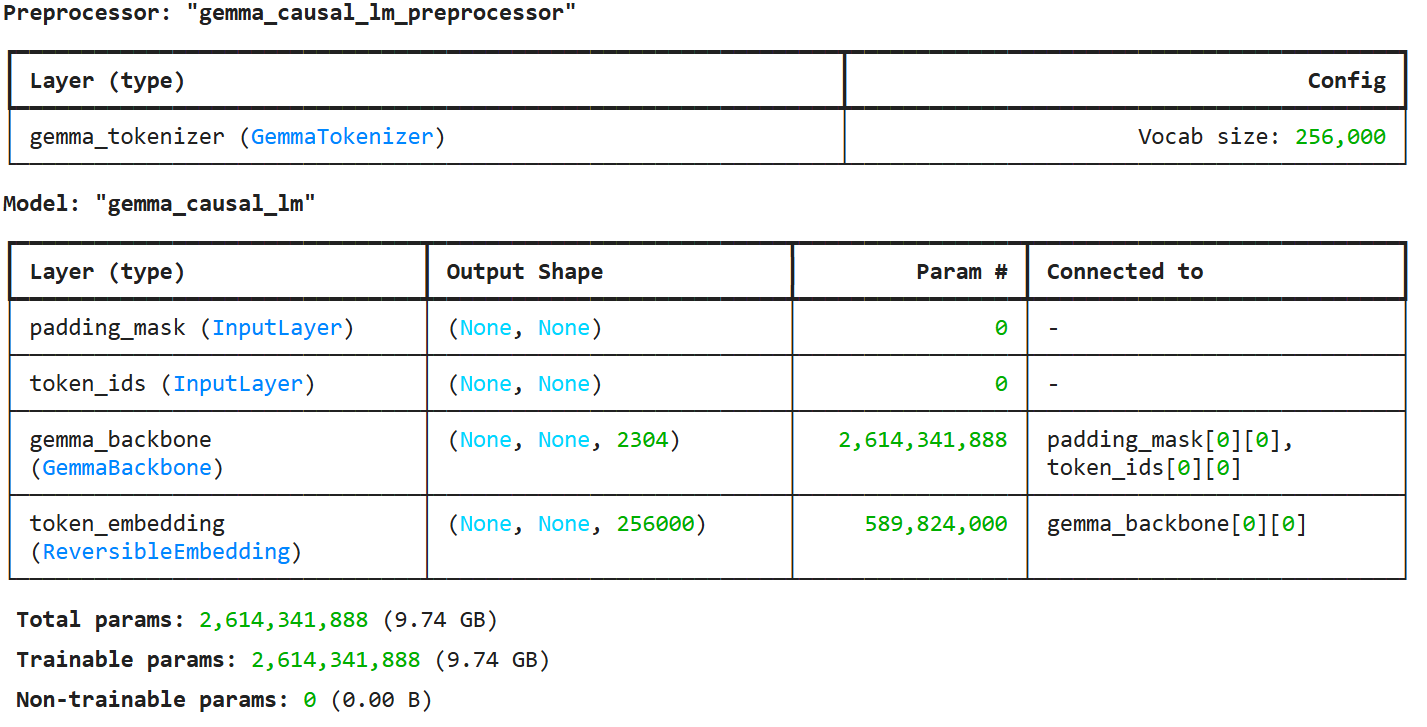 Preprocessor: "gemma_causal_lm_preprocessor"
Layer (type) Config
gemma_tokenizer (GemmaTokenizer) Vocab size: 256,000
Model: "gemma_causal_lm"
Layer (type) Output Shape Param # Connected to
padding_mask (InputLayer) (None, None) 0 -
token_ids (InputLayer) (None, None) 0 -
gemma_backbone (None, None, 2304) 2,614,341,888 padding_mask[0][0],
(GemmaBackbone) token_ids[0][0]
token_embedding (None, None, 256000) 589,824,000 gemma_backbone[0][0]
(ReversibleEmbedding)
Total params: 2,614,341,888 (9.74 GB)
Trainable params: 2,614,341,888 (9.74 GB)
Non-trainable params: 0 (0.00 B)